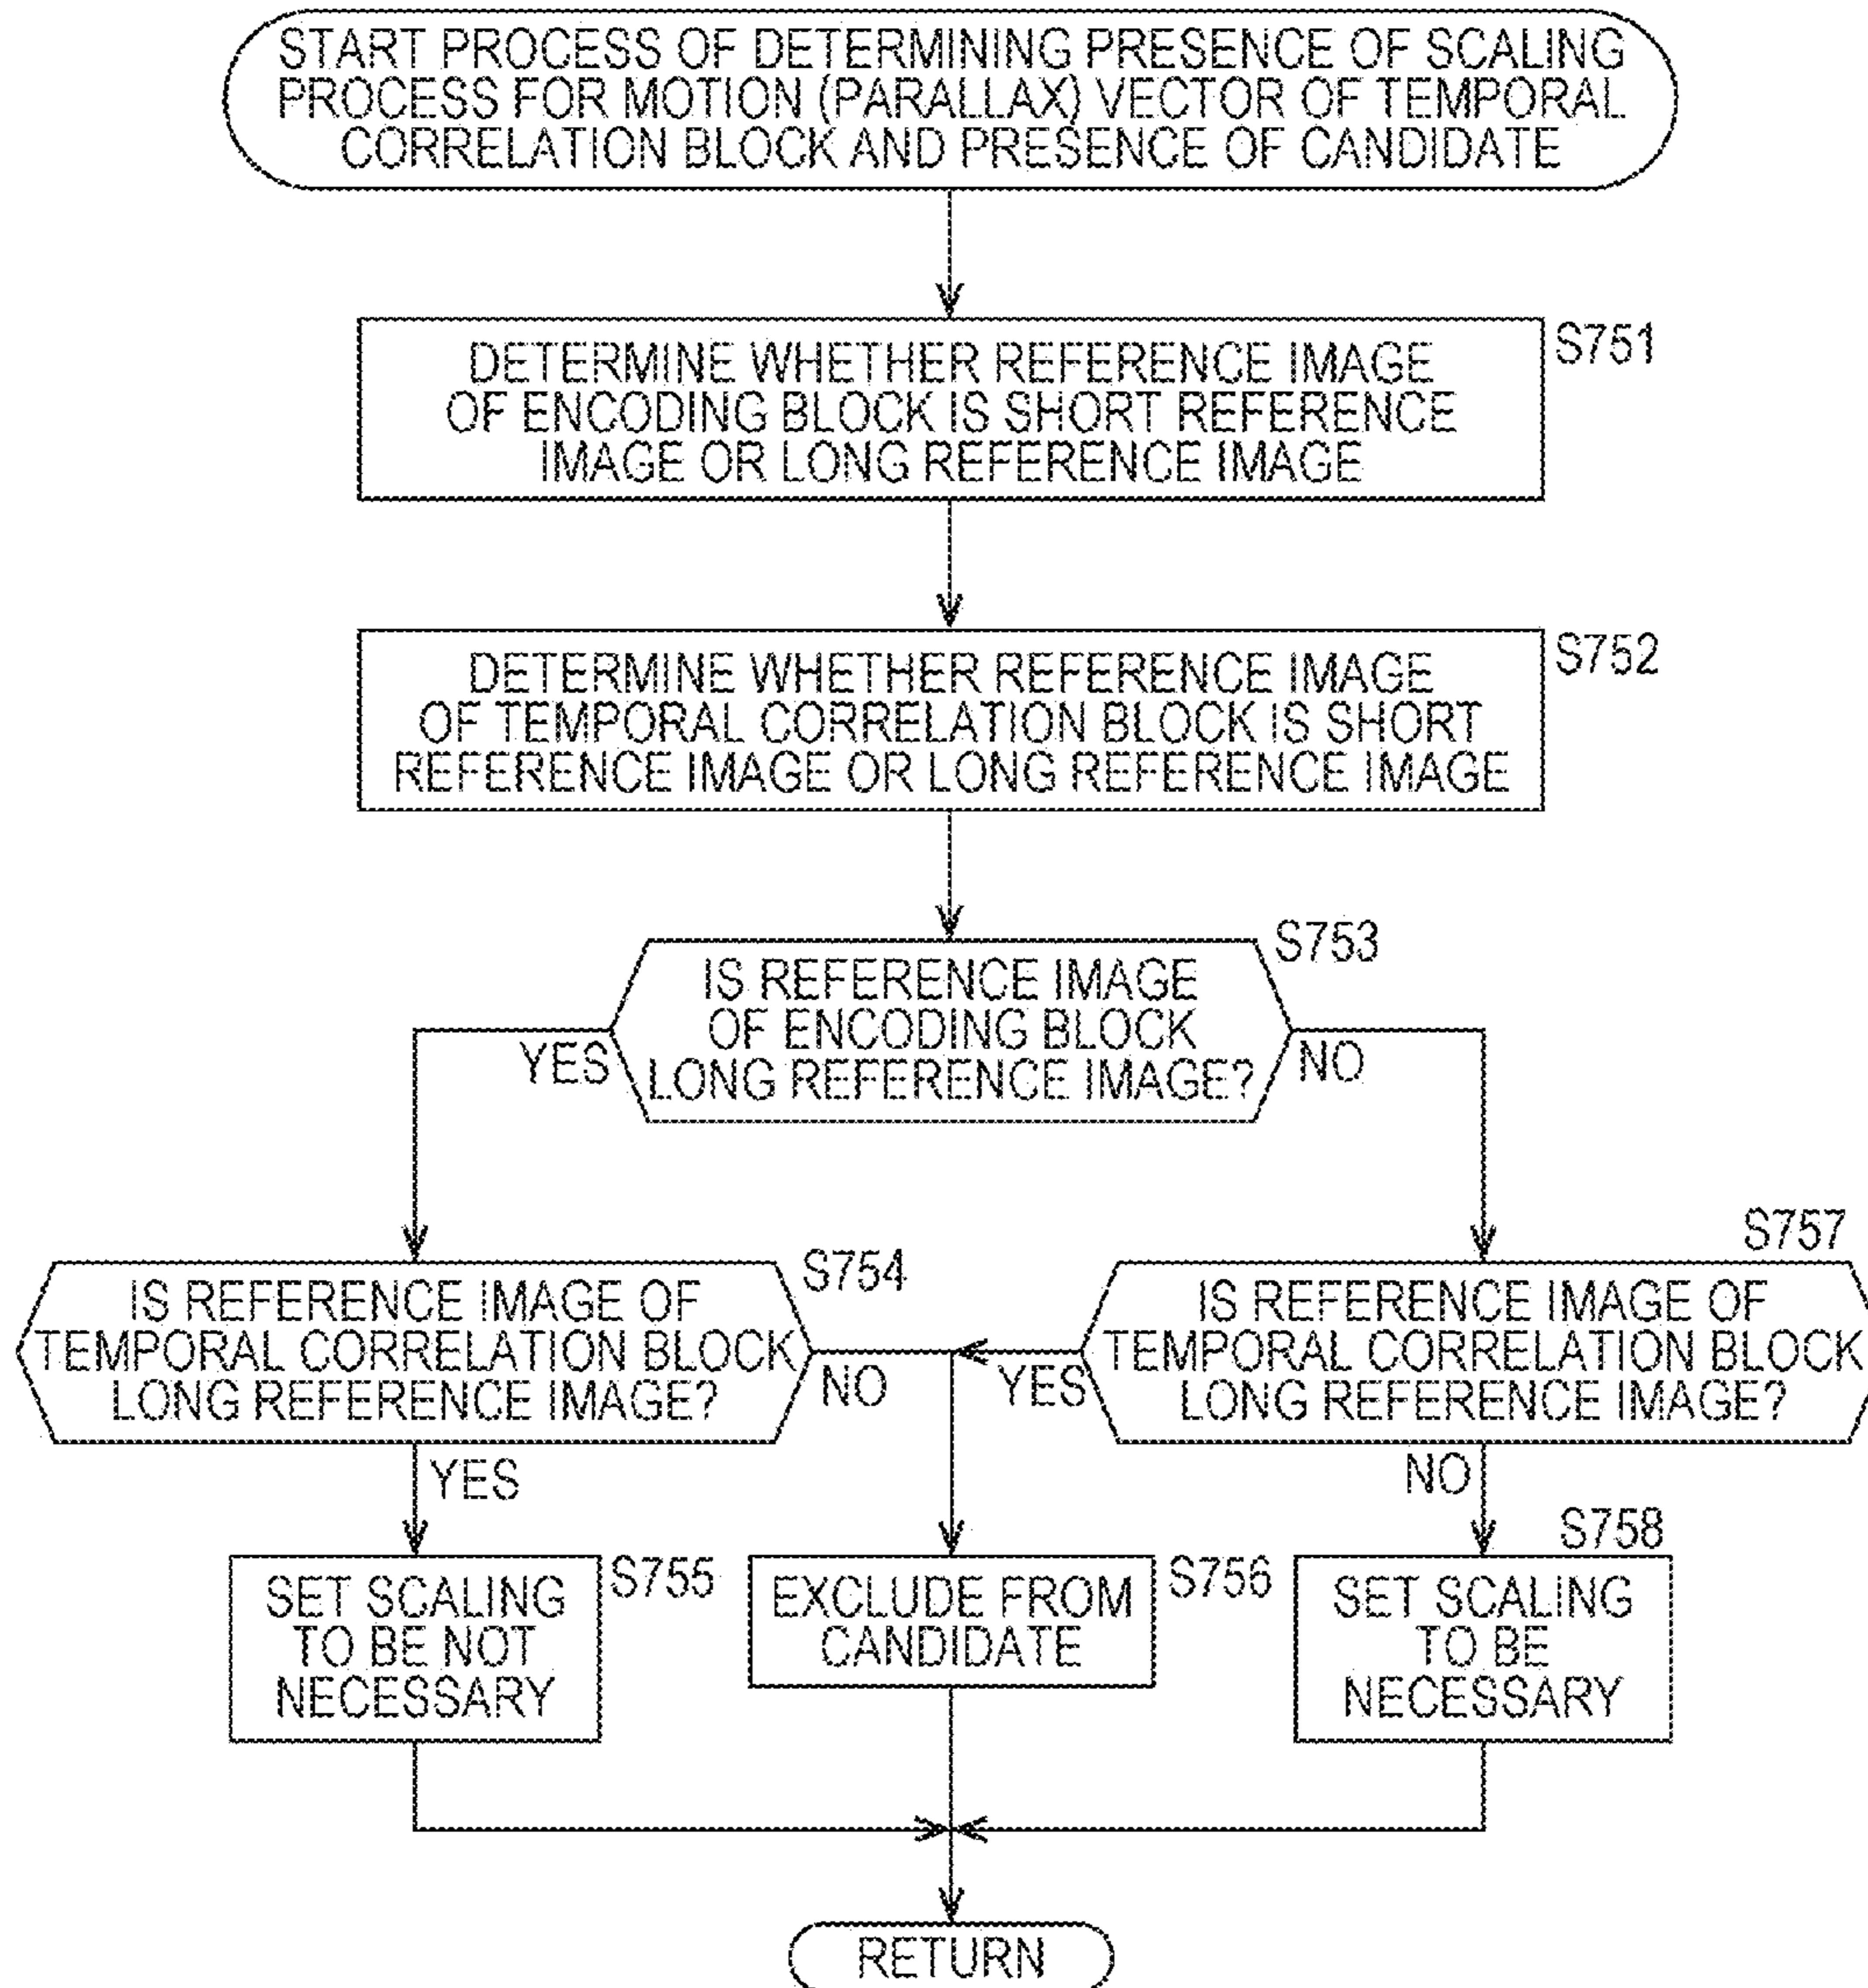 START PROCESS OF DETERMINING PRESENCE OF SCALING
PROCESS FOR MOTION (PARALLAX) VECTOR OF TEMPORAL
CORRELATION BLOCK AND PRESENCE OF CANDIDATE
S751
DETERMINE WHETHER REFERENCE IMAGE
OF ENCODING BLOCK IS SHORT REFERENCE
IMAGE OR LONG REFERENCE IMAGE
S752
DETERMINE WHETHER REFERENCE IMAGE
OF TEMPORAL CORRELATION BLOCK IS SHORT
REFERENCE IMAGE OR LONG REFERENCE IMAGE
S753
IS REFERENCE IMAGE
OF ENCODING BLOCK
LONG REFERENCE IMAGE?
YES
NO
S754
IS REFERENCE IMAGE OF
TEMPORAL CORRELATION BLOCK
LONG REFERENCE IMAGE?
NO
YES
S757
IS REFERENCE IMAGE OF
TEMPORAL CORRELATION BLOCK
LONG REFERENCE IMAGE?
YES
NO
S755
SET SCALING
TO BE NOT
NECESSARY
S756
EXCLUDE FROM
CANDIDATE
S758
SET SCALING
TO BE
NECESSARY
RETURN